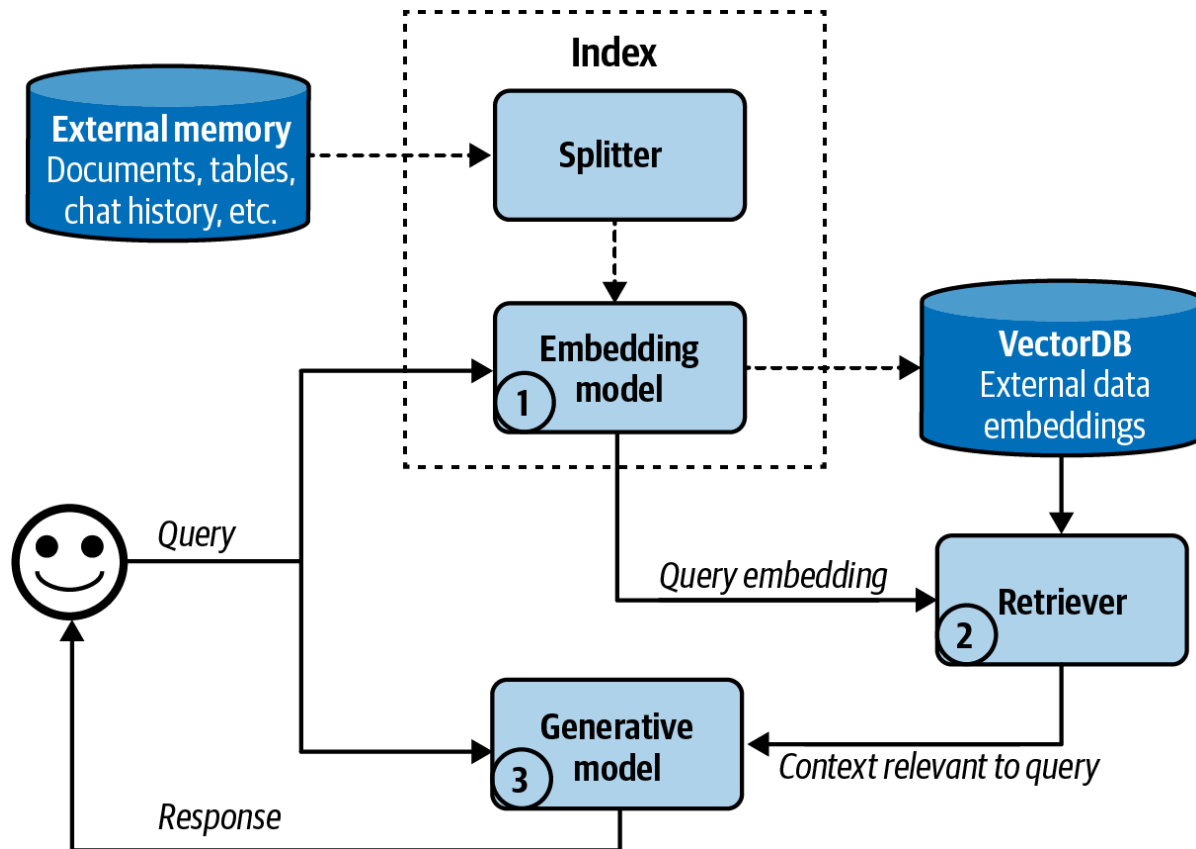 Index
External memory
Documents, tables,
chat history, etc.
Splitter
Embedding
model
1
VectorDB
External data
embeddings
Query
Query embedding
Retriever
2
Generative
model
3
Context relevant to query
Response